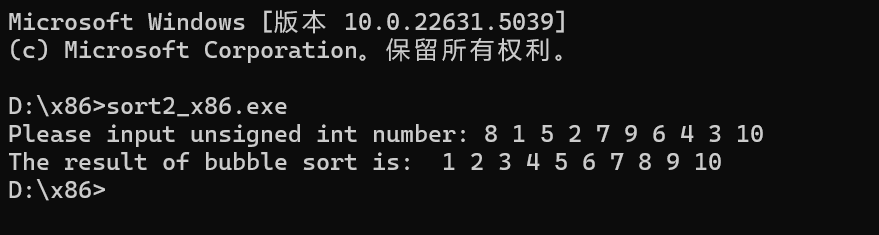 Microsoft Windows [版本 10.0.22631.5039]
(c) Microsoft Corporation。保留所有权利。
D:\x86>sort2_x86.exe
Please input unsigned int number: 8 1 5 2 7 9 6 4 3 10
The result of bubble sort is:  1 2 3 4 5 6 7 8 9 10
D:\x86>